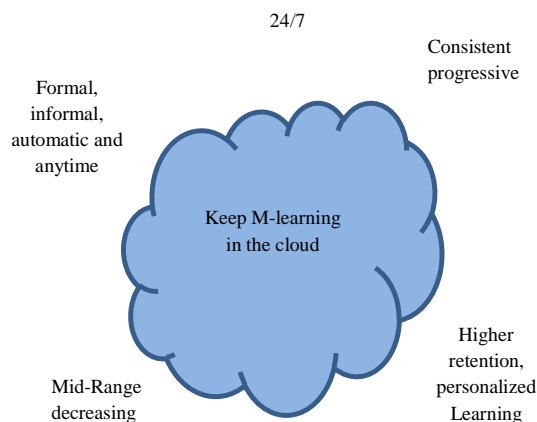 24/7
Consistent
progressive
Formal,
informal,
automatic and
anytime
Keep M-learning
in the cloud
Higher
retention,
personalized
Learning
Mid-Range
decreasing